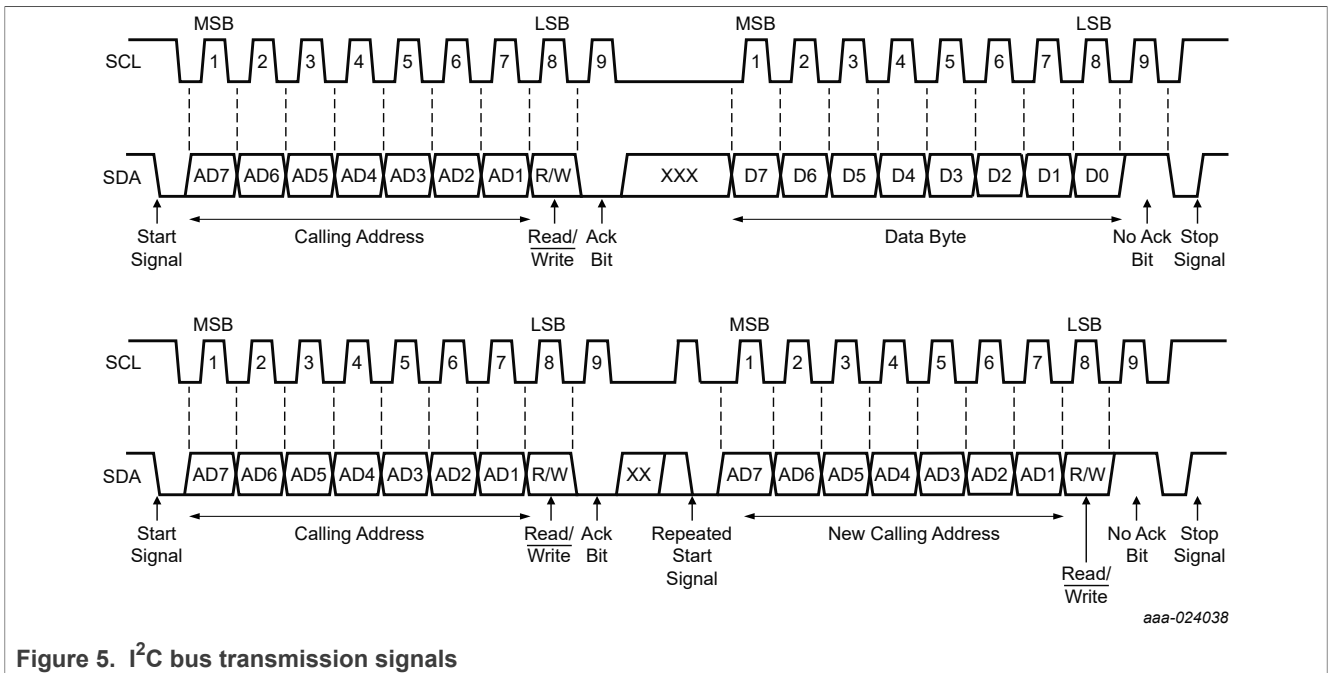 MSB LSB MSB LSB
SCL 1 2 3 4 5 6 7 8 9 1 2 3 4 5 6 7 8 9
SDA AD7 AD6 AD5 AD4 AD3 AD2 AD1 R/W XXX D7 D6 D5 D4 D3 D2 D1 D0
Start Calling Address Read/ Ack Data Byte No Ack Stop
Signal Write Bit Bit Signal
MSB LSB MSB LSB
SCL 1 2 3 4 5 6 7 8 9 1 2 3 4 5 6 7 8 9
SDA AD7 AD6 AD5 AD4 AD3 AD2 AD1 R/W XX AD7 AD6 AD5 AD4 AD3 AD2 AD1 R/W
Start Calling Address Read/ Ack Repeated New Calling Address No Ack Stop
Signal Write Bit Start Bit Signal
Signal Read/
Write
aaa-024038
Figure 5. I²C bus transmission signals